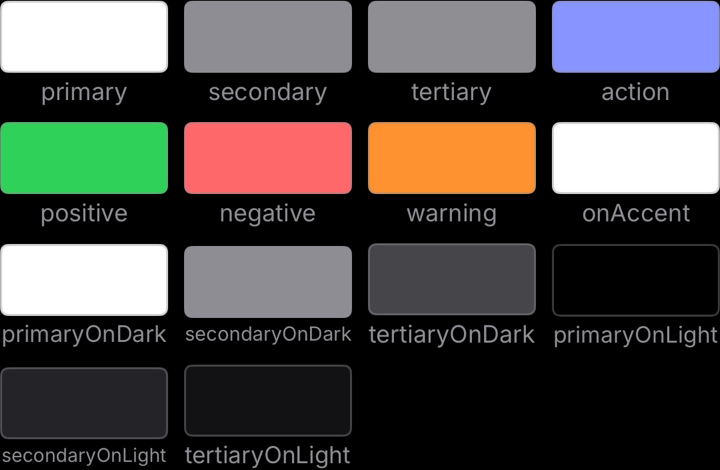 primary secondary tertiary action
positive negative warning onAccent
primaryOnDark secondaryOnDark tertiaryOnDark primaryOnLight
secondaryOnLight tertiaryOnLight